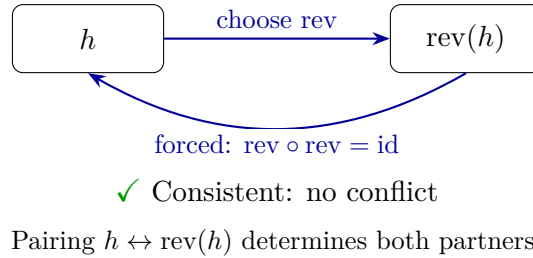 choose rev
h
rev(h)
forced: rev ∘ rev = id
✓ Consistent: no conflict
Pairing h ↔ rev(h) determines both partners